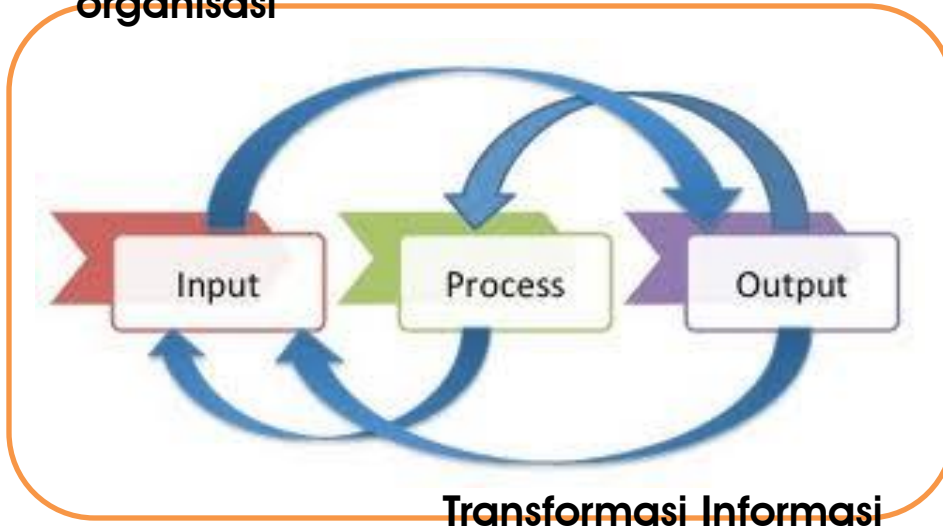 organisasi
Input
Process
Output
Transformasi Informasi